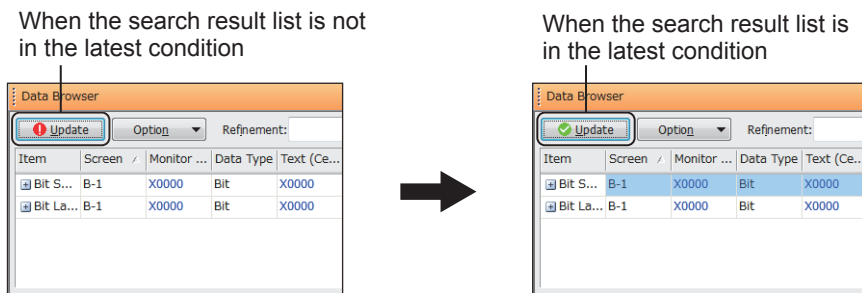 When the search result list is not
in the latest condition
Data Browser
Update Option Refinement:
Item Screen Monitor ... Data Type Text (Ce...
Bit S... B-1 X0000 Bit X0000
Bit La... B-1 X0000 Bit X0000
When the search result list is
in the latest condition
Data Browser
Update Option Refinement:
Item Screen Monitor ... Data Type Text (Ce...
Bit S... B-1 X0000 Bit X0000
Bit La... B-1 X0000 Bit X0000